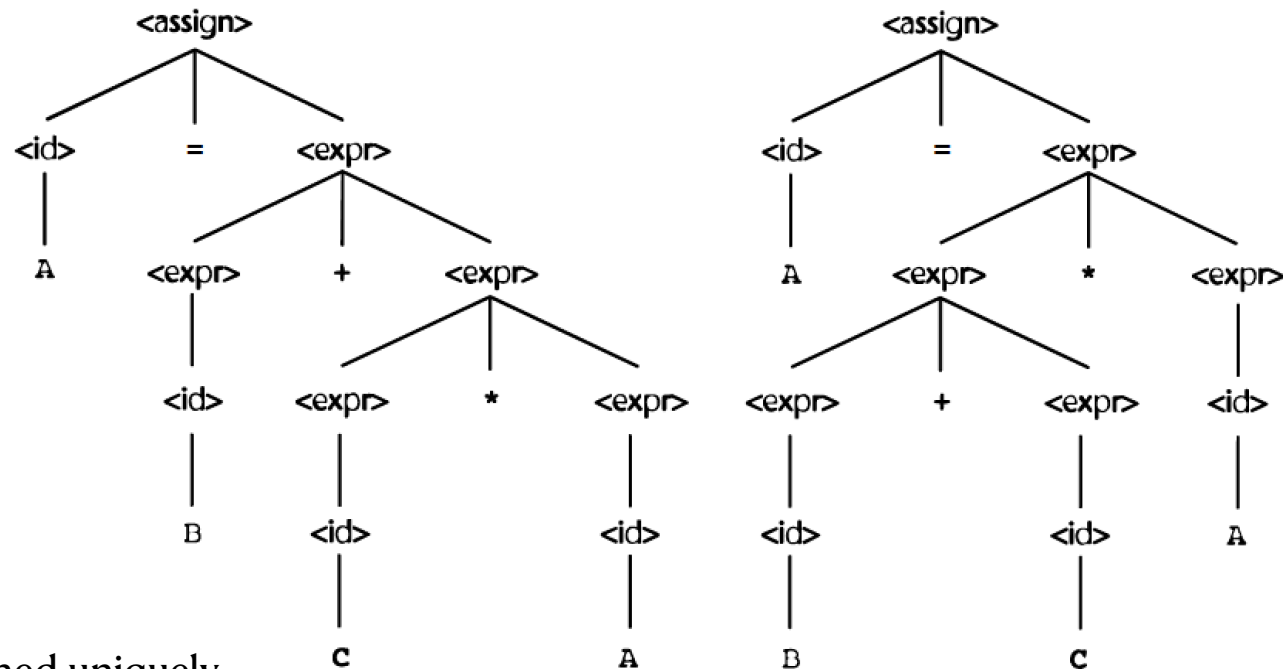 <assign> <assign>
<id> = <expr> <id> = <expr>
A <expr> + <expr> A <expr> * <expr>
<id> <expr> * <expr> <expr> + <expr> <id>
B <id> <id> <id> <id> A
uniquely C A B C